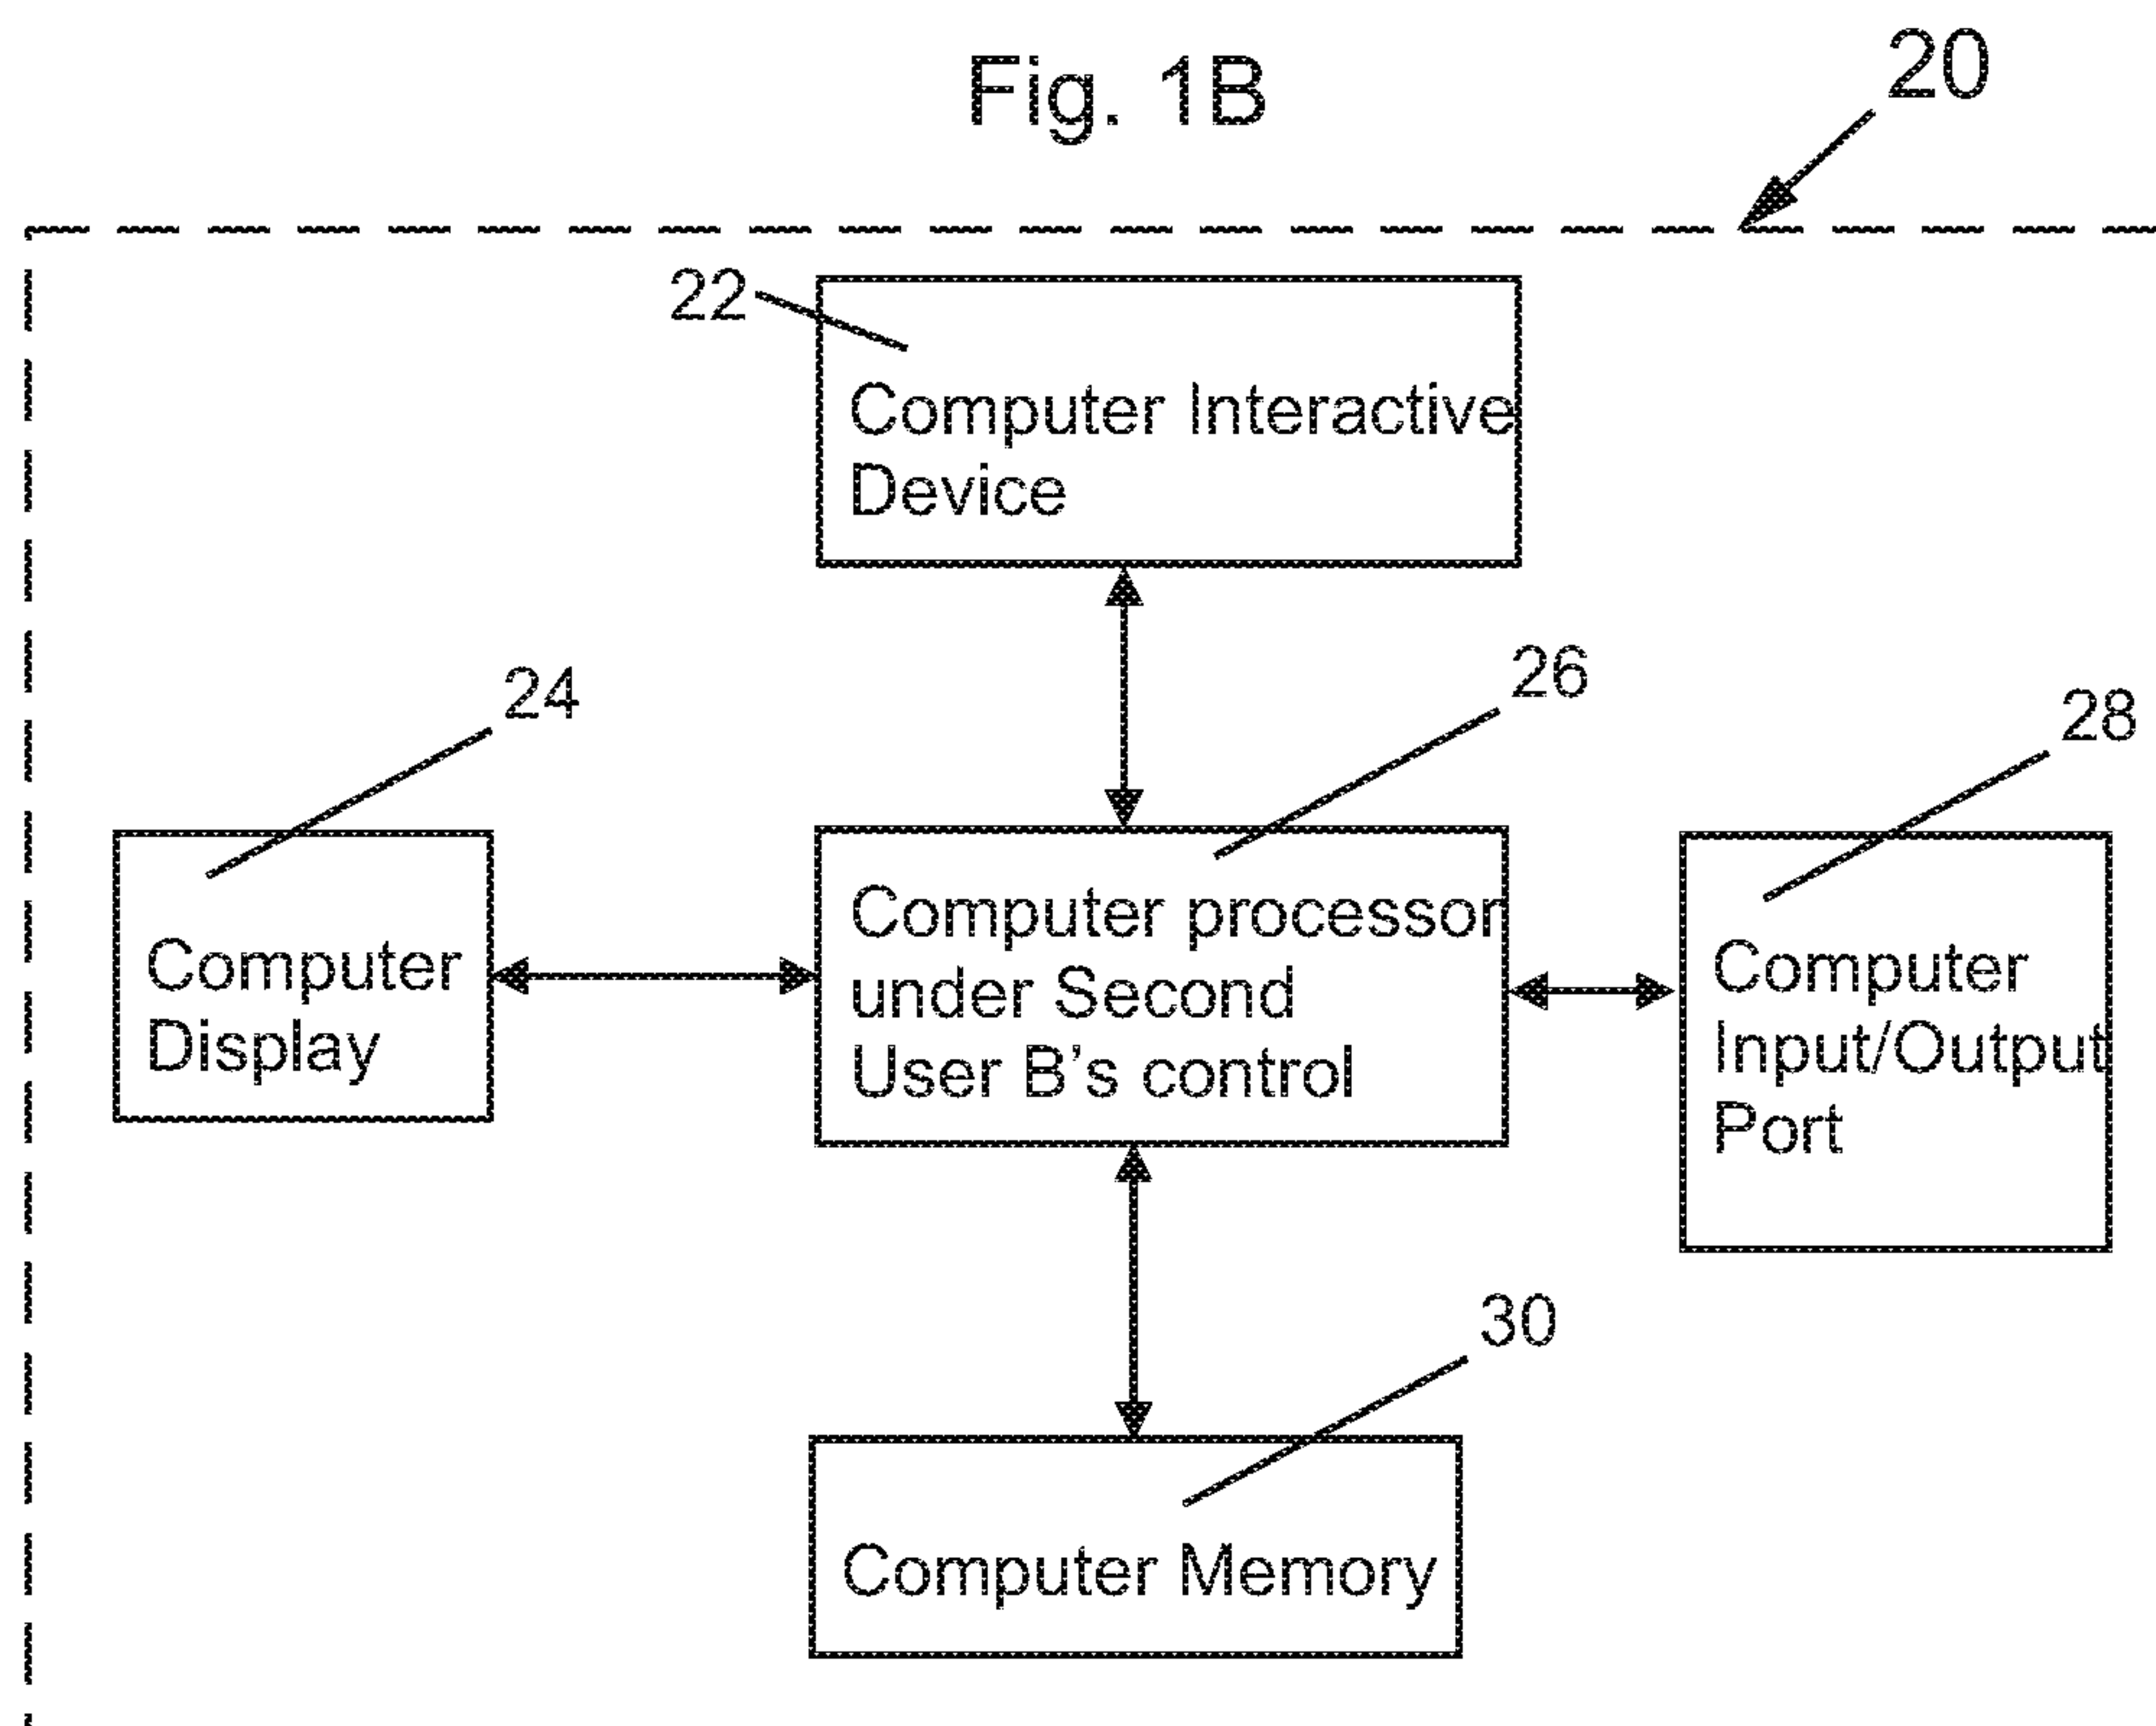 Fig. 1B
20
22
Computer Interactive
Device
24
26
28
Computer
Display
Computer processor
under Second
User B's control
Computer
Input/Output
Port
30
Computer Memory